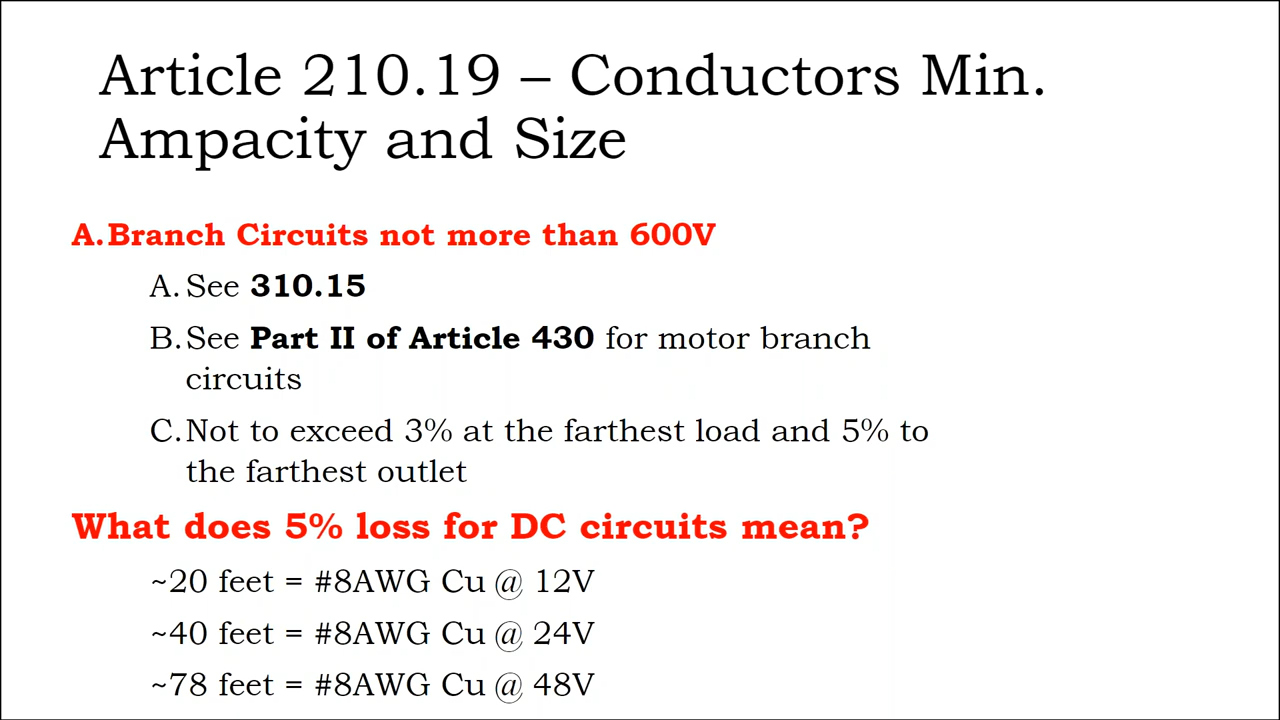 Article 210.19 – Conductors Min.
Ampacity and Size
A. Branch Circuits not more than 600V
A. See 310.15
B. See Part II of Article 430 for motor branch
circuits
C. Not to exceed 3% at the farthest load and 5% to
the farthest outlet
What does 5% loss for DC circuits mean?
~20 feet = #8AWG Cu @ 12V
~40 feet = #8AWG Cu @ 24V
~78 feet = #8AWG Cu @ 48V